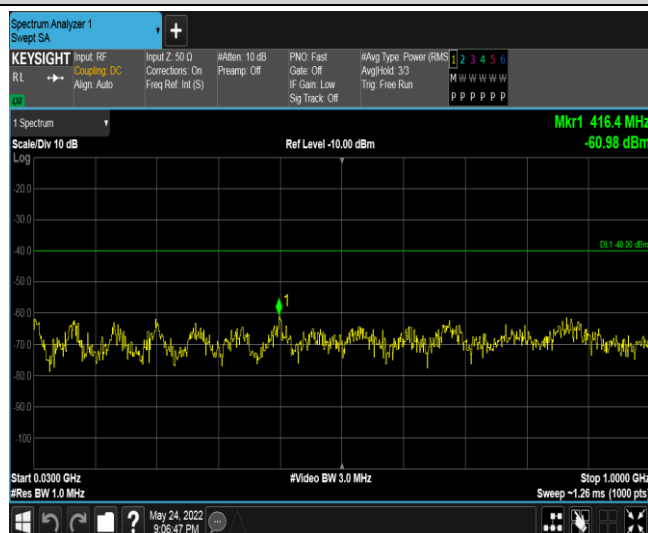 Spectrum Analyzer 1
Swept SA
+
KEYSIGHT
RL
Input: RF
Coupling: DC
Align: Auto
Input Z: 50 Ω
Corrections: On
Freq Ref: Int (S)
#Atten: 10 dB
Preamp: Off
PNO: Fast
Gate: Off
IF Gain: Low
Sig Track: Off
#Avg Type: Power (RMS
Avg|Hold: 3/3
Trig: Free Run
1 2 3 4 5 6
M W W W W W
P P P P P P
1 Spectrum
Scale/Div 10 dB
Log
Ref Level -10.00 dBm
Mkr1 416.4 MHz
-60.98 dBm
-20.0
-30.0
-40.0
DL1 -40.00 dBm
-50.0
1
-60.0
-70.0
-80.0
-90.0
-100
Start 0.0300 GHz
#Res BW 1.0 MHz
#Video BW 3.0 MHz
Stop 1.0000 GHz
Sweep ~1.26 ms (1000 pts)
?
May 24, 2022
9:06:47 PM